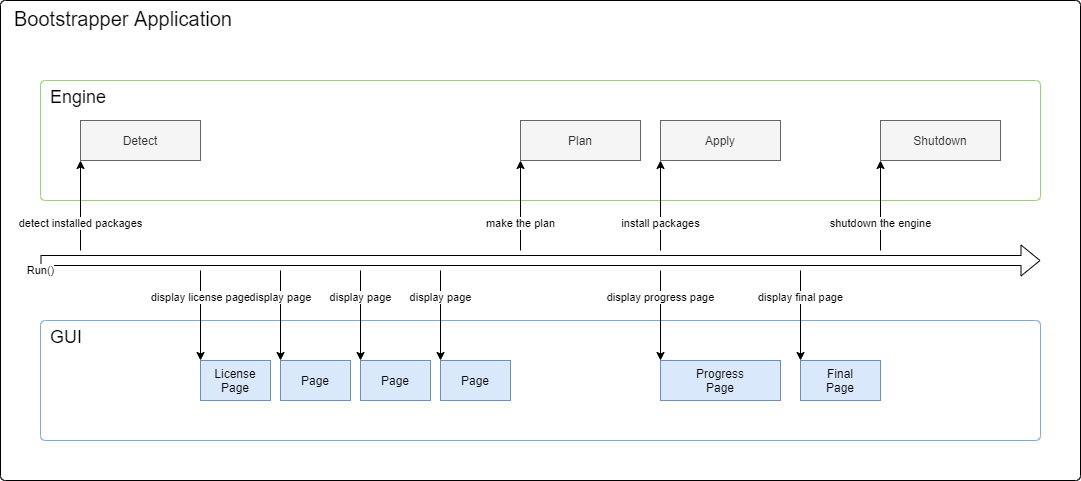 Bootstrapper Application
Engine
Detect
Plan
Apply
Shutdown
detect installed packages
make the plan
install packages
shutdown the engine
Run()
display license page
display page
display page
display page
display progress page
display final page
GUI
License
Page
Page
Page
Page
Progress
Page
Final
Page